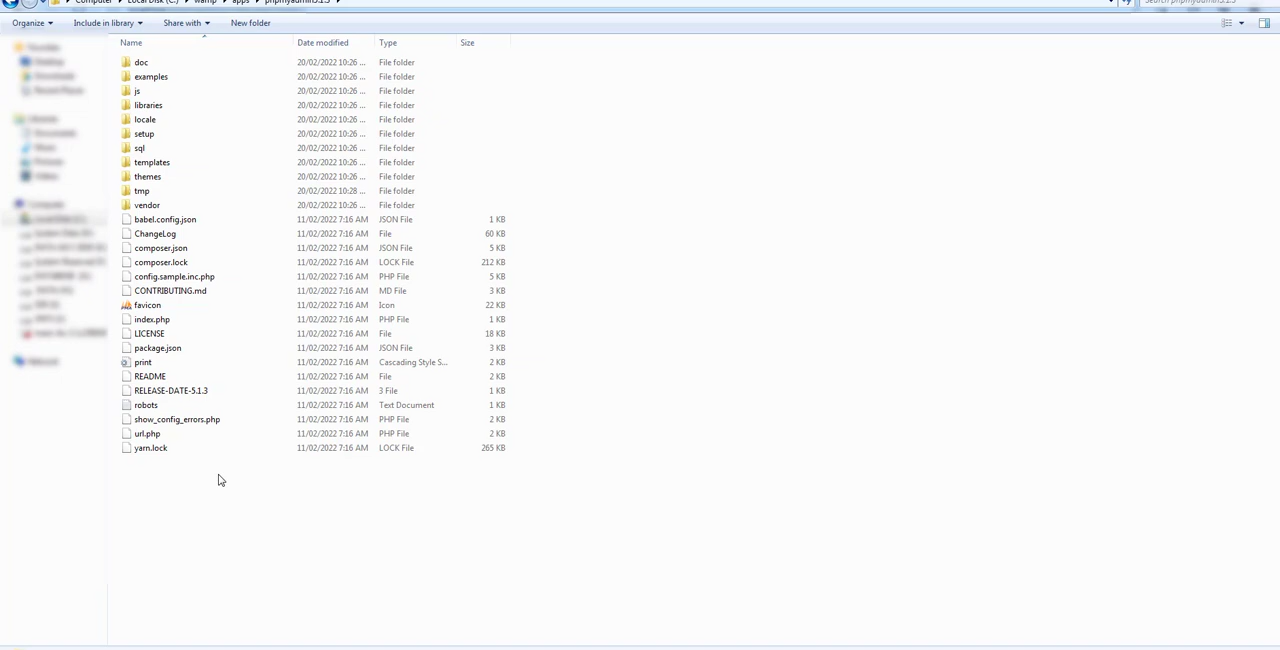 Computer Local Disk (C:) wamp apps phpmyadmin5.1.3
Organize Include in library Share with New folder
Name Date modified Type Size
doc 20/02/2022 10:26 ... File folder
examples 20/02/2022 10:26 ... File folder
js 20/02/2022 10:26 ... File folder
libraries 20/02/2022 10:26 ... File folder
locale 20/02/2022 10:26 ... File folder
setup 20/02/2022 10:26 ... File folder
sql 20/02/2022 10:26 ... File folder
templates 20/02/2022 10:26 ... File folder
themes 20/02/2022 10:26 ... File folder
tmp 20/02/2022 10:28 ... File folder
vendor 20/02/2022 10:26 ... File folder
babel.config.json 11/02/2022 7:16 AM JSON File 1 KB
ChangeLog 11/02/2022 7:16 AM File 60 KB
composer.json 11/02/2022 7:16 AM JSON File 5 KB
composer.lock 11/02/2022 7:16 AM LOCK File 212 KB
config.sample.inc.php 11/02/2022 7:16 AM PHP File 5 KB
CONTRIBUTING.md 11/02/2022 7:16 AM MD File 3 KB
favicon 11/02/2022 7:16 AM Icon 22 KB
index.php 11/02/2022 7:16 AM PHP File 1 KB
LICENSE 11/02/2022 7:16 AM File 18 KB
package.json 11/02/2022 7:16 AM JSON File 3 KB
print 11/02/2022 7:16 AM Cascading Style S... 2 KB
README 11/02/2022 7:16 AM File 2 KB
RELEASE-DATE-5.1.3 11/02/2022 7:16 AM 3 File 1 KB
robots 11/02/2022 7:16 AM Text Document 1 KB
show_config_errors.php 11/02/2022 7:16 AM PHP File 2 KB
url.php 11/02/2022 7:16 AM PHP File 2 KB
yarn.lock 11/02/2022 7:16 AM LOCK File 265 KB